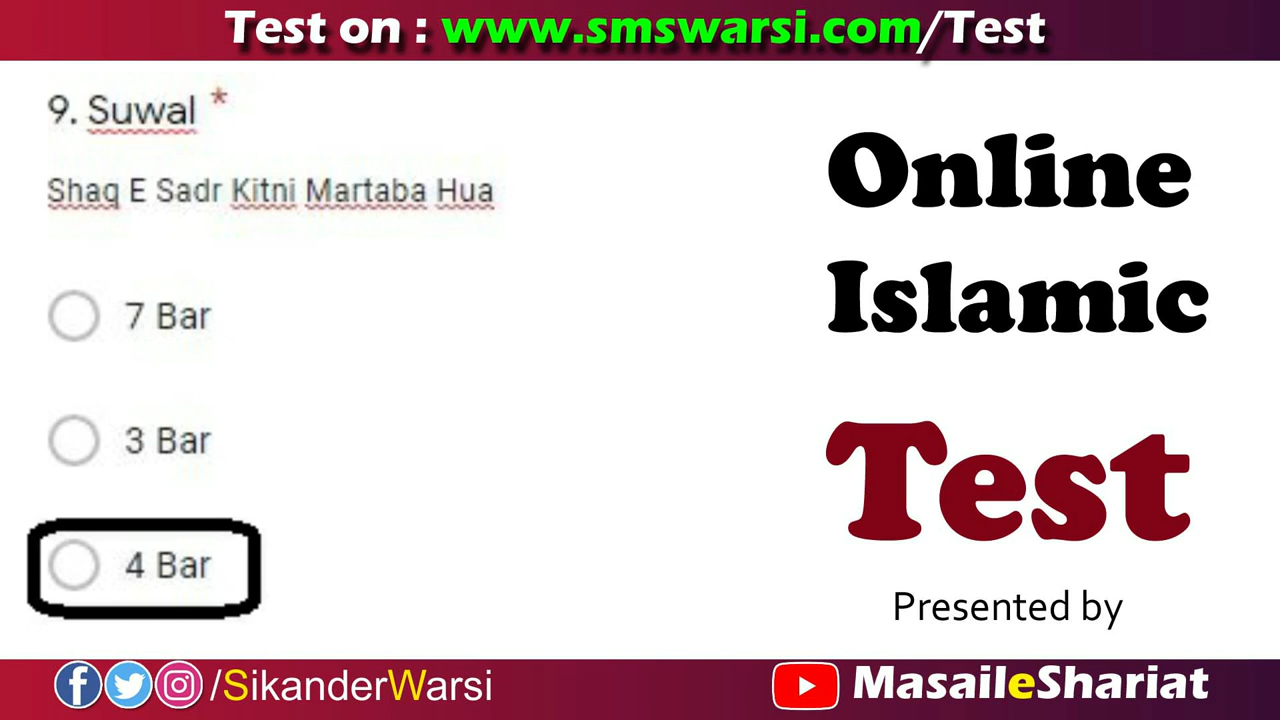 Test on : www.smswarsi.com/Test
9. Suwal *
Shaq E Sadr Kitni Martaba Hua
7 Bar
3 Bar
4 Bar
Online
Islamic
Test
Presented by
/SikanderWarsi
MasaileShariat